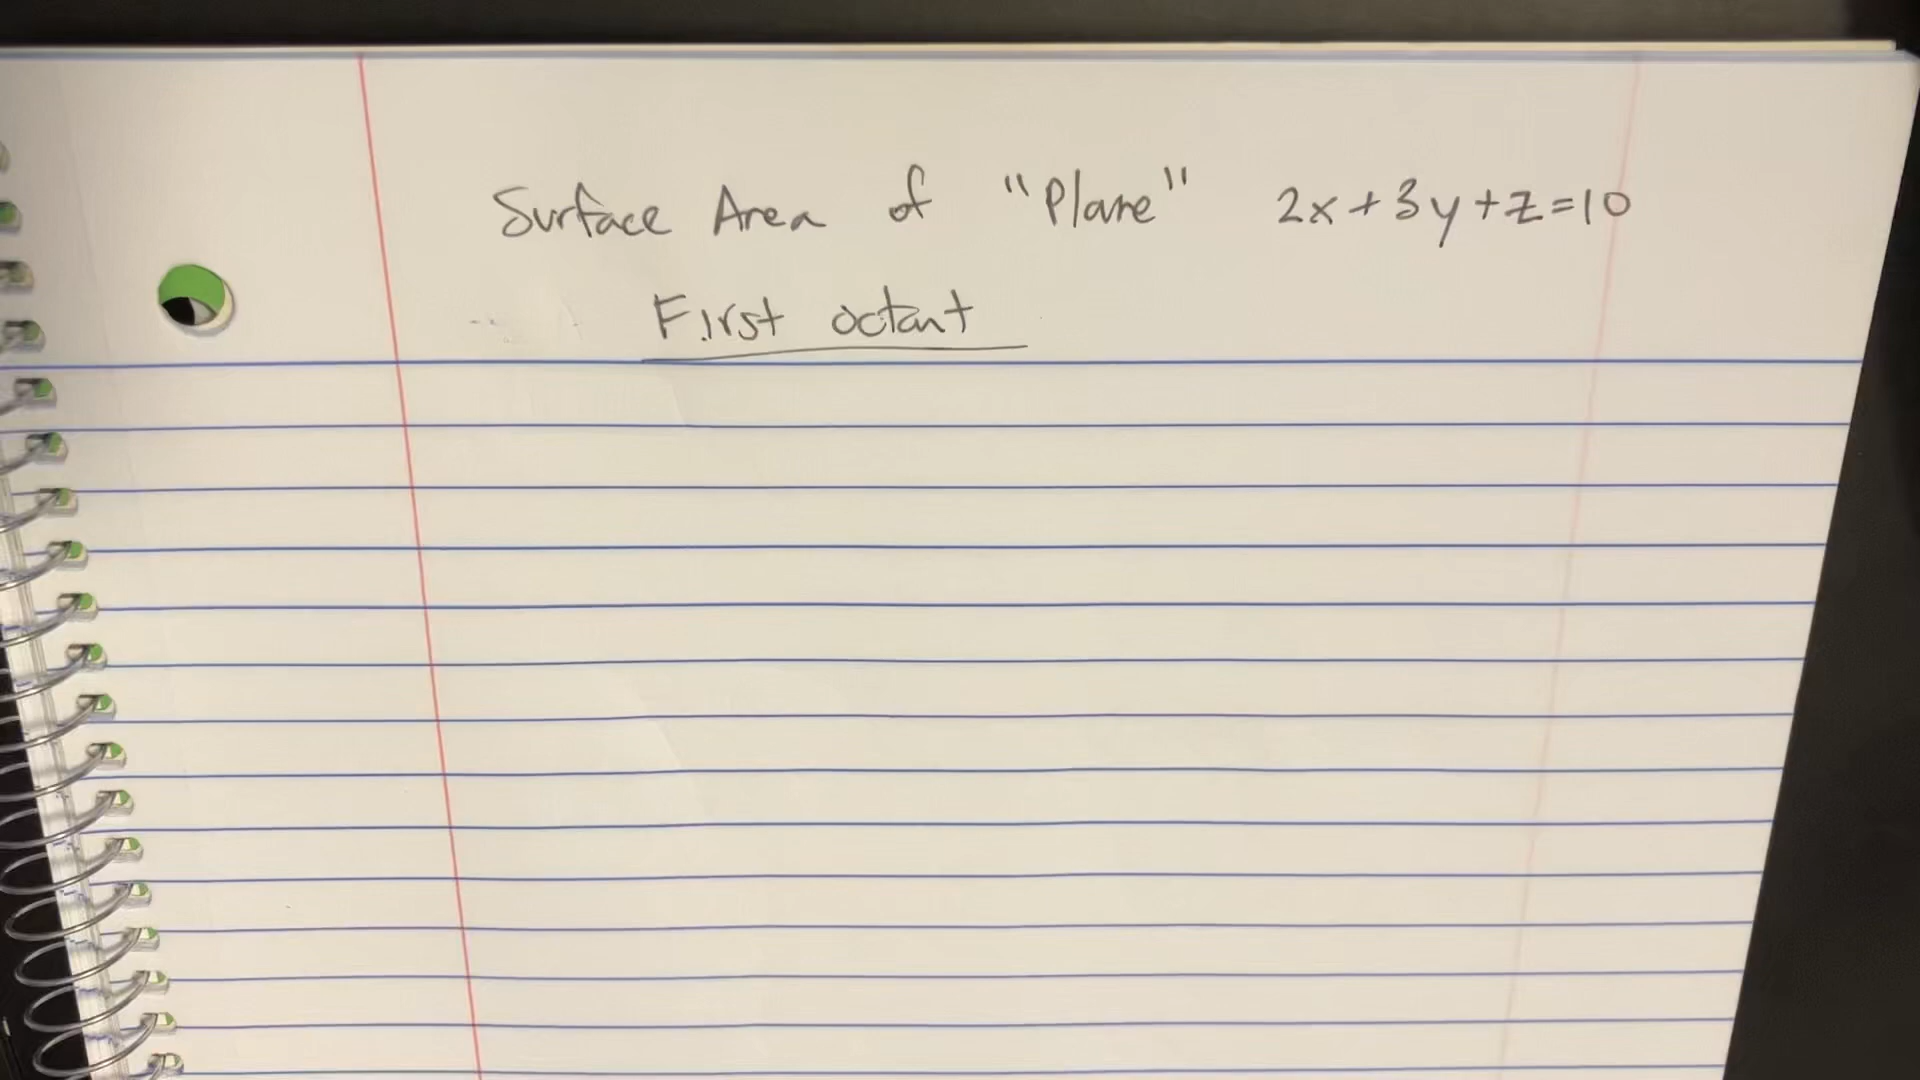 Surface Area of "Plane" 2x+3y+z=10
First octant